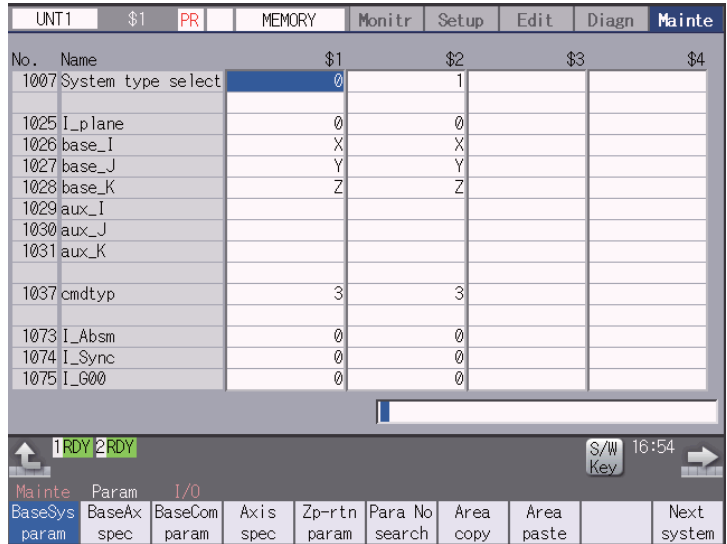 UNT1 $1 PR MEMORY Monitr Setup Edit Diagn Mainte
No. Name $1 $2 $3 $4
1007 System type select 0 1
1025 I_plane 0 0
1026 base_I X X
1027 base_J Y Y
1028 base_K Z Z
1029 aux_I
1030 aux_J
1031 aux_K
1037 cmdtyp 3 3
1073 I_Absm 0 0
1074 I_Sync 0 0
1075 I_G00 0 0
1RDY 2RDY S/W Key 16:54
Mainte Param I/O
BaseSys BaseAx BaseCom Axis Zp-rtn Para No Area Area Next
param spec param spec param search copy paste system